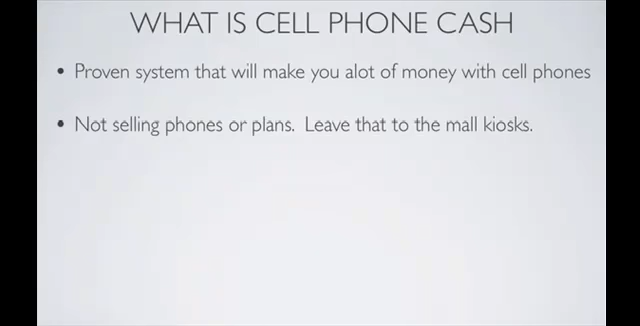 WHAT IS CELL PHONE CASH
• Proven system that will make you alot of money with cell phones
• Not selling phones or plans.  Leave that to the mall kiosks.